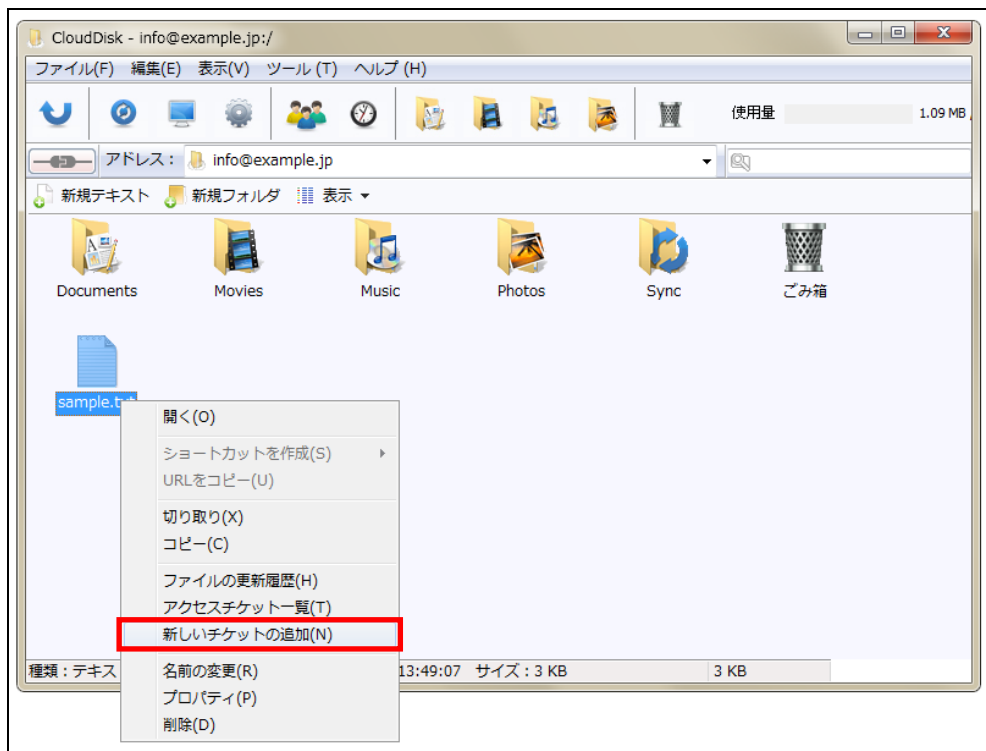 CloudDisk - info@example.jp:/
ファイル(F) 編集(E) 表示(V) ツール (T) ヘルプ (H)
使用量 1.09 MB
アドレス： info@example.jp
新規テキスト 新規フォルダ 表示
Documents Movies Music Photos Sync ごみ箱
sample.txt
開く(O)
ショートカットを作成(S)
URLをコピー(U)
切り取り(X)
コピー(C)
ファイルの更新履歴(H)
アクセスチケット一覧(T)
新しいチケットの追加(N)
名前の変更(R)
プロパティ(P)
削除(D)
種類：テキス 13:49:07 サイズ：3 KB 3 KB